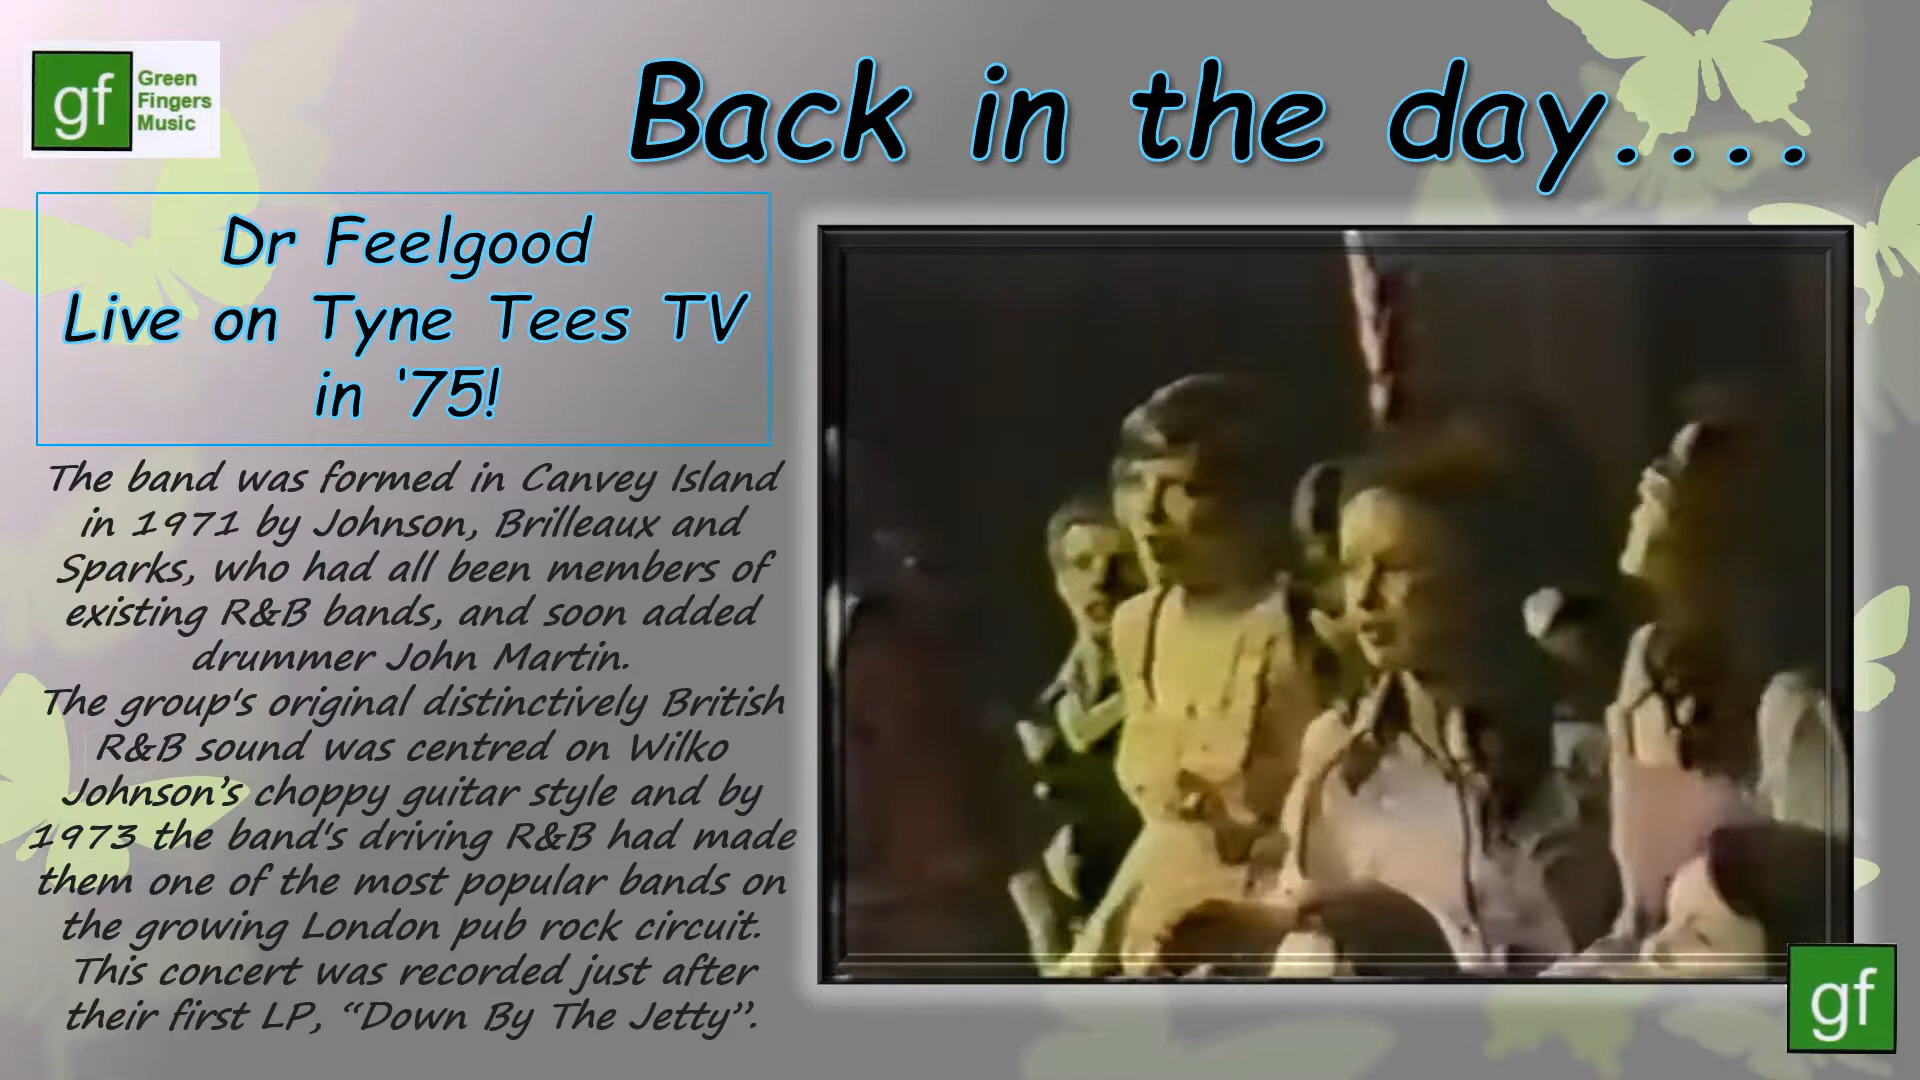 gf
Green
Fingers
Music
Back in the day....
Dr Feelgood
Live on Tyne Tees TV
in '75!
The band was formed in Canvey Island
in 1971 by Johnson, Brilleaux and
Sparks, who had all been members of
existing R&B bands, and soon added
drummer John Martin.
The group's original distinctively British
R&B sound was centred on Wilko
Johnson’s choppy guitar style and by
1973 the band's driving R&B had made
them one of the most popular bands on
the growing London pub rock circuit.
This concert was recorded just after
their first LP, “Down By The Jetty”.
gf